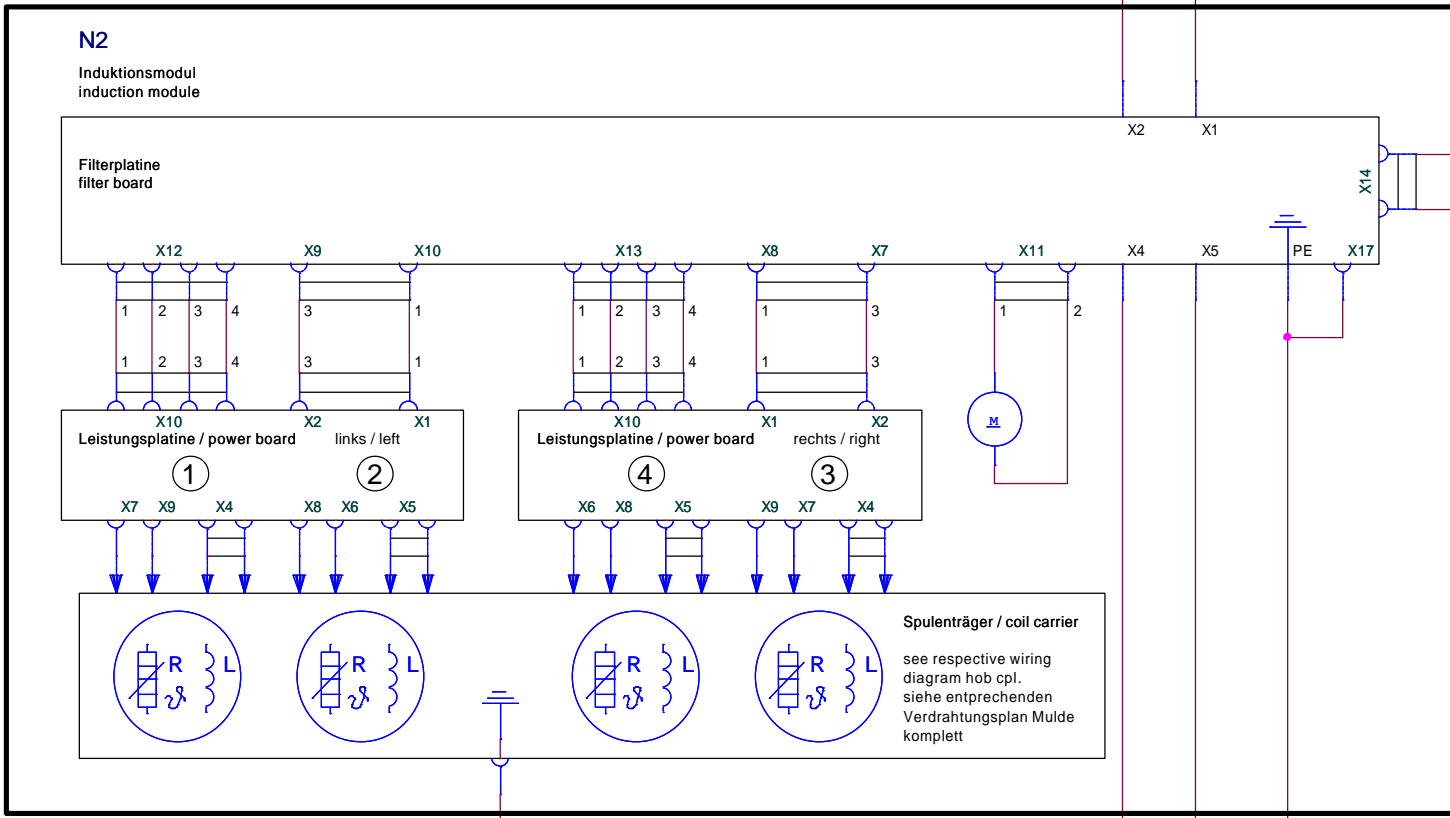 N2
Induktionsmodul
induction module
X2 X1
Filterplatine
filter board
X14
X12 X9 X10 X13 X8 X7 X11 X4 X5 PE X17
1 2 3 4 3 1 1 2 3 4 1 3 1 2
1 2 3 4 3 1 1 2 3 4 1 3
X10 X2 X1 X10 X1 X2
M
Leistungsplatine / power board links / left Leistungsplatine / power board rechts / right
1 2 4 3
X7 X9 X4 X8 X6 X5 X6 X8 X5 X9 X7 X4
Spulenträger / coil carrier
R L R L R L R L
ϑ ϑ ϑ ϑ
see respective wiring
diagram hob cpl.
siehe entprechenden
Verdrahtungsplan Mulde
komplett